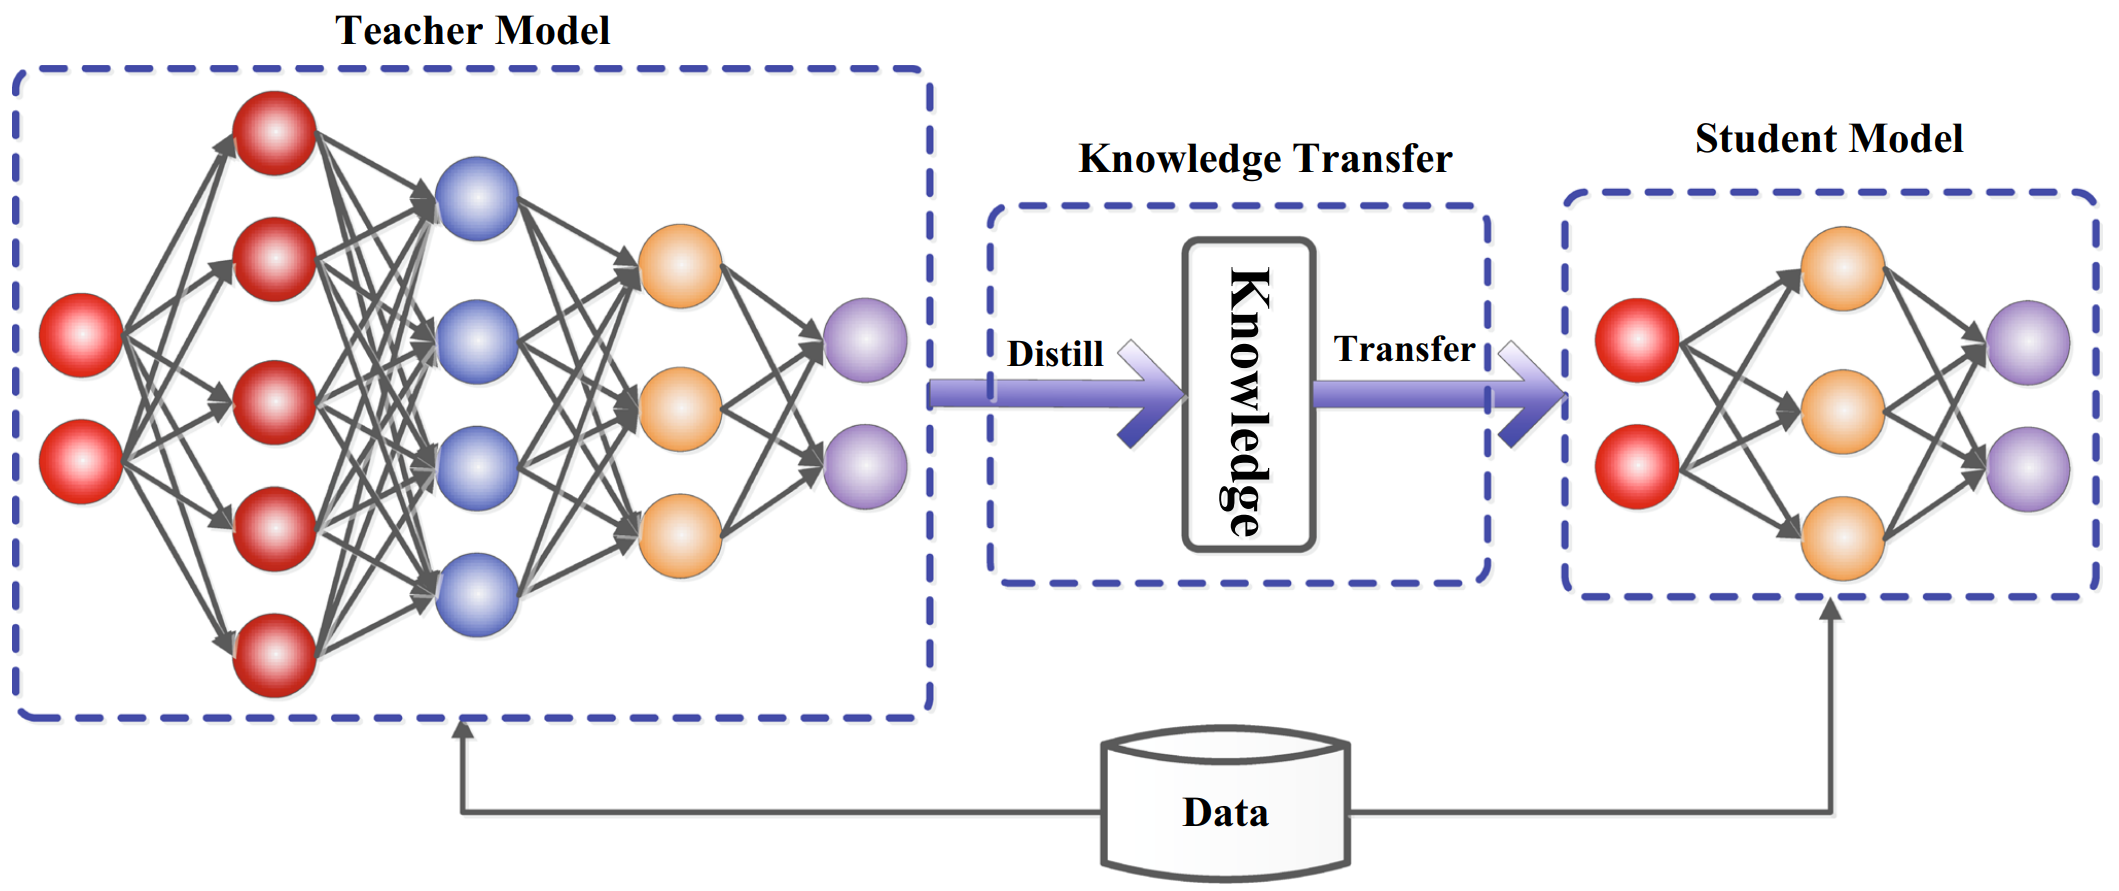 Teacher Model
Knowledge Transfer
Student Model
Distill
Knowledge
Transfer
Data